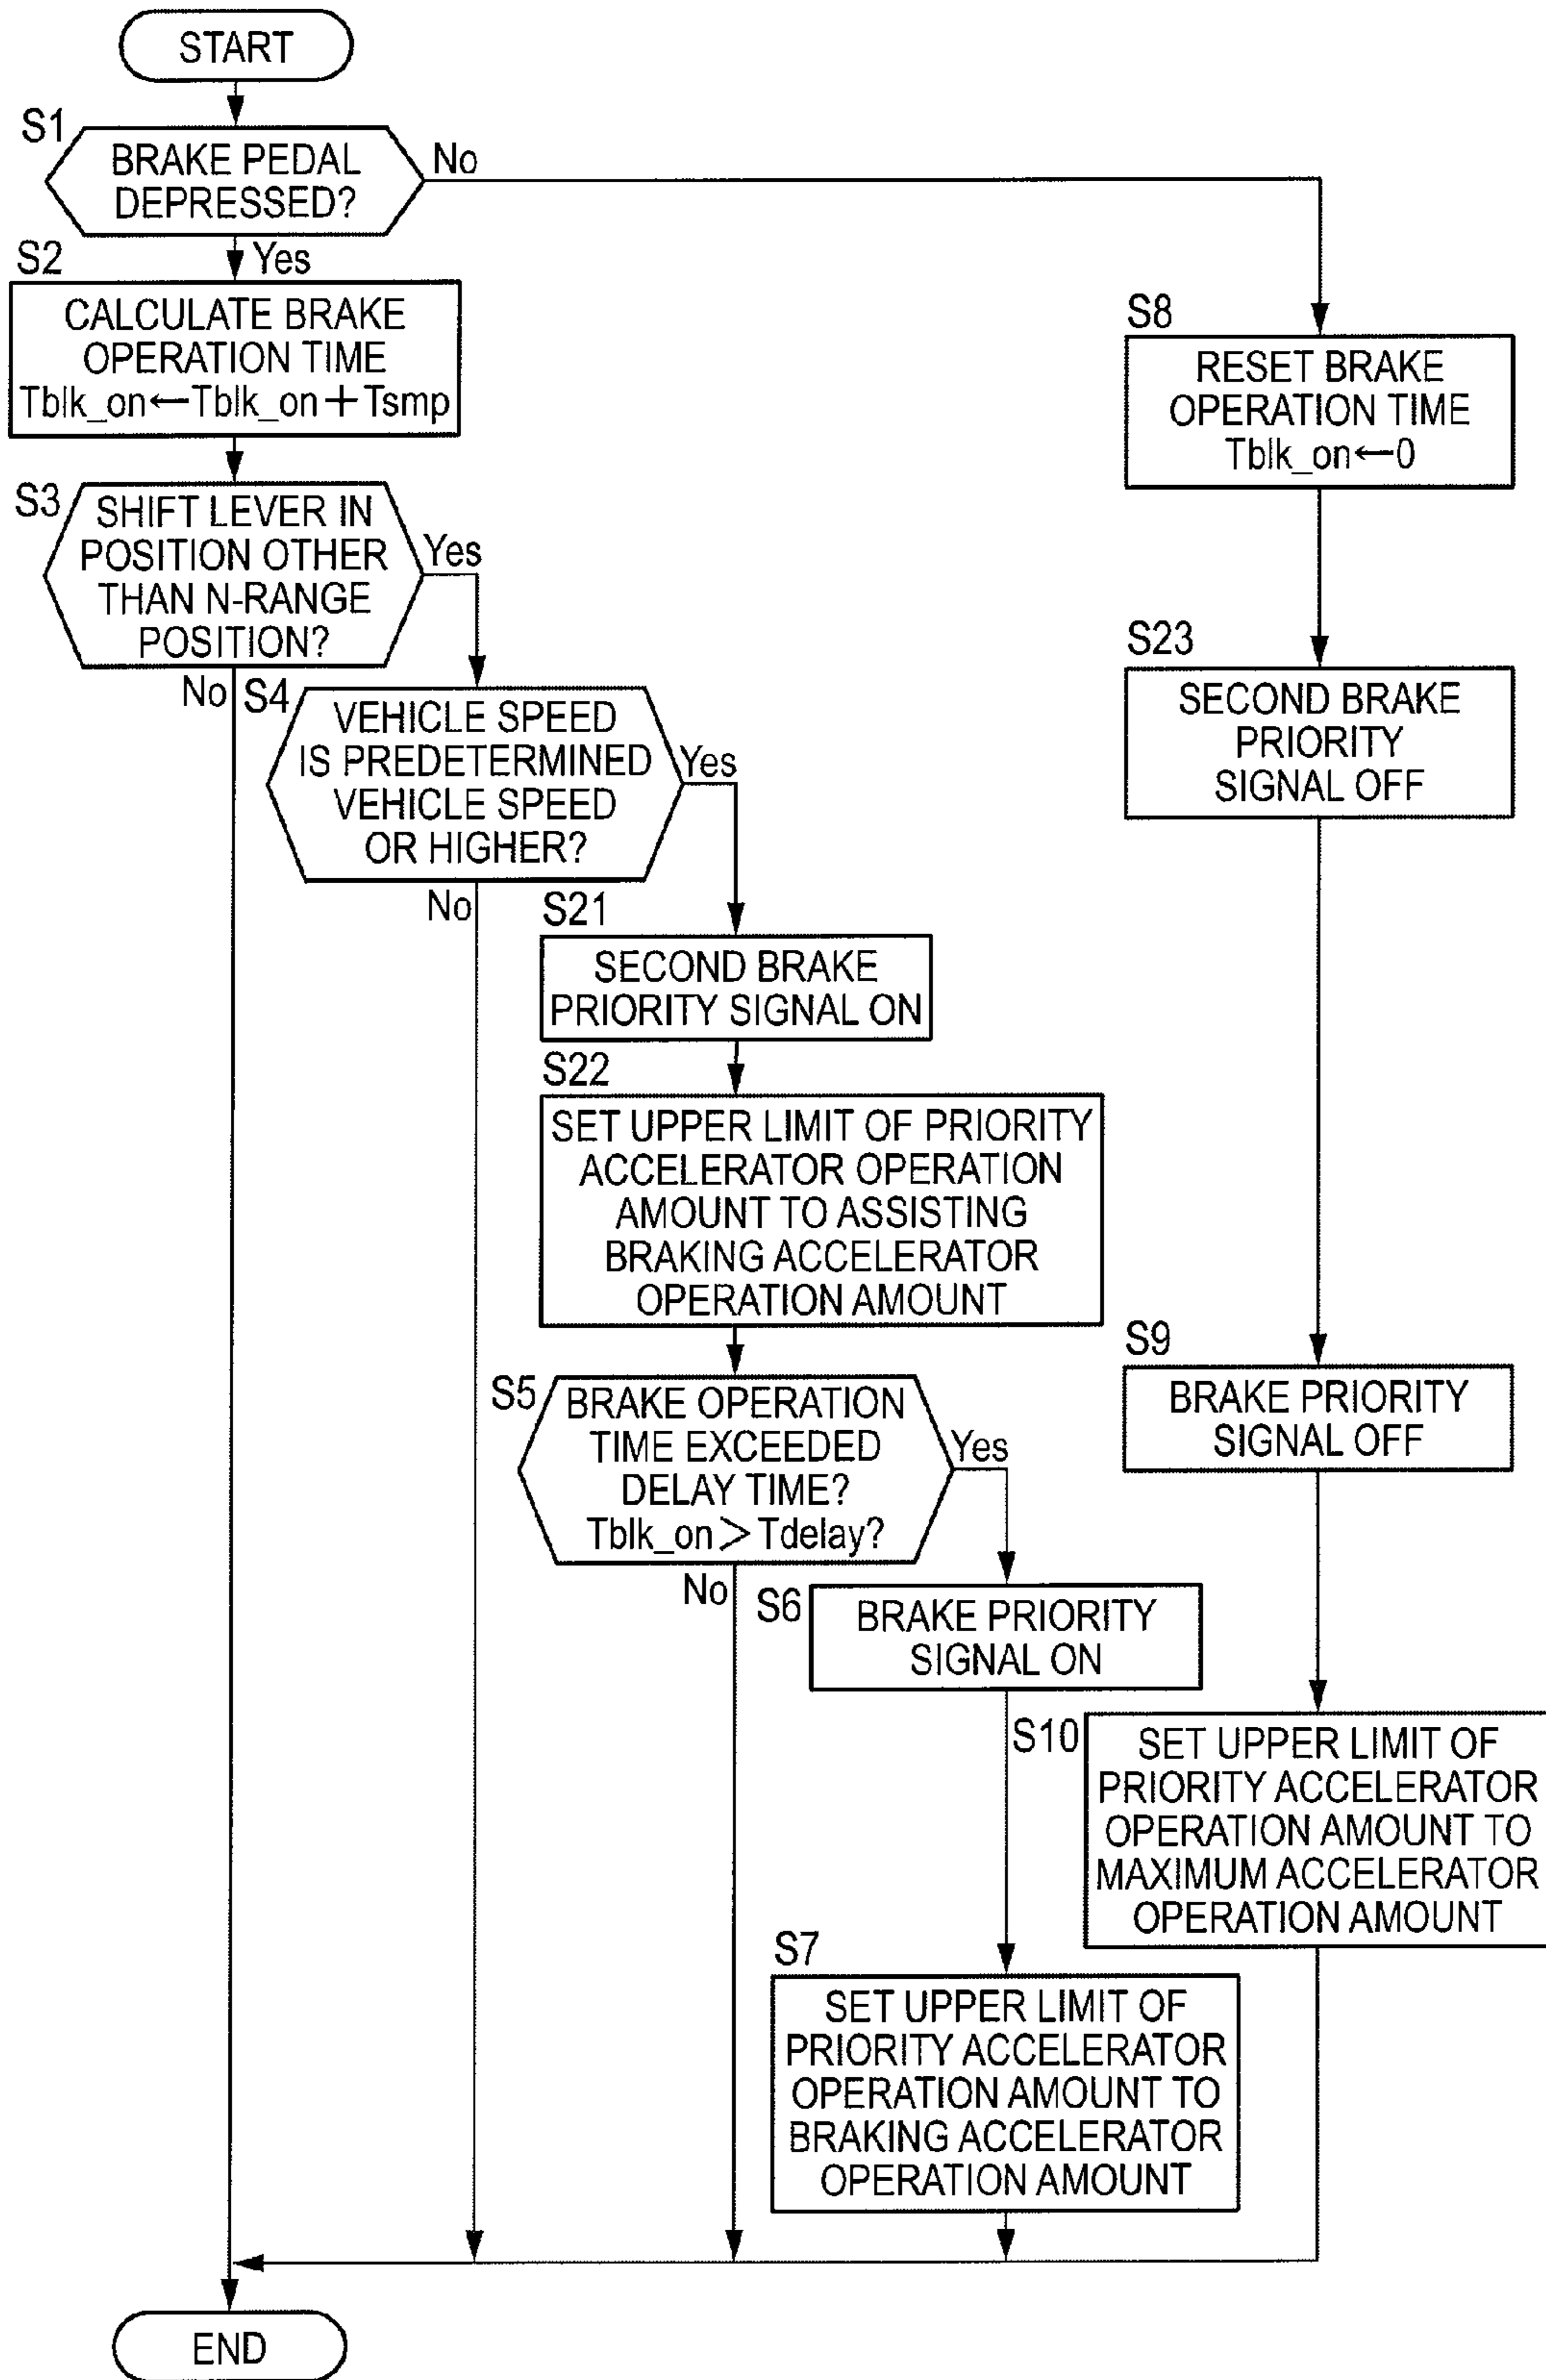 START
S1
BRAKE PEDAL
DEPRESSED?
No
Yes
S2
CALCULATE BRAKE
OPERATION TIME
Tblk_on←Tblk_on+Tsmp
S3
SHIFT LEVER IN
POSITION OTHER
THAN N-RANGE
POSITION?
Yes
No
S4
VEHICLE SPEED
IS PREDETERMINED
VEHICLE SPEED
OR HIGHER?
Yes
No
S21
SECOND BRAKE
PRIORITY SIGNAL ON
S22
SET UPPER LIMIT OF PRIORITY
ACCELERATOR OPERATION
AMOUNT TO ASSISTING
BRAKING ACCELERATOR
OPERATION AMOUNT
S5
BRAKE OPERATION
TIME EXCEEDED
DELAY TIME?
Tblk_on>Tdelay?
Yes
No
S6
BRAKE PRIORITY
SIGNAL ON
S7
SET UPPER LIMIT OF
PRIORITY ACCELERATOR
OPERATION AMOUNT TO
BRAKING ACCELERATOR
OPERATION AMOUNT
S8
RESET BRAKE
OPERATION TIME
Tblk_on←0
S23
SECOND BRAKE
PRIORITY
SIGNAL OFF
S9
BRAKE PRIORITY
SIGNAL OFF
S10
SET UPPER LIMIT OF
PRIORITY ACCELERATOR
OPERATION AMOUNT TO
MAXIMUM ACCELERATOR
OPERATION AMOUNT
END